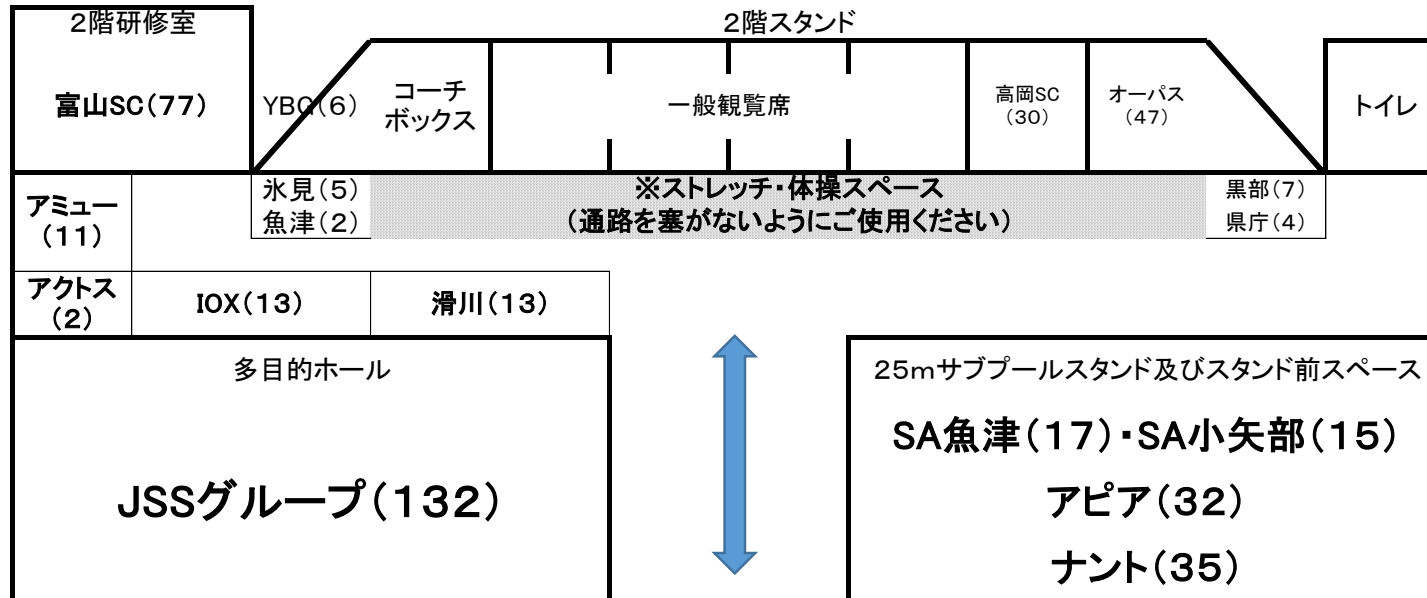 2階研修室
2階スタンド
富山SC(77)
YBG(6)
コーチ
ボックス
一般観覧席
高岡SC
(30)
オーパス
(47)
トイレ
アミュー
(11)
氷見(5)
魚津(2)
※ストレッチ・体操スペース
(通路を塞がないようにご使用ください)
黒部(7)
県庁(4)
アクトス
(2)
IOX(13)
滑川(13)
多目的ホール
JSSグループ(132)
25mサブプールスタンド及びスタンド前スペース
SA魚津(17)・SA小矢部(15)
アピア(32)
ナント(35)